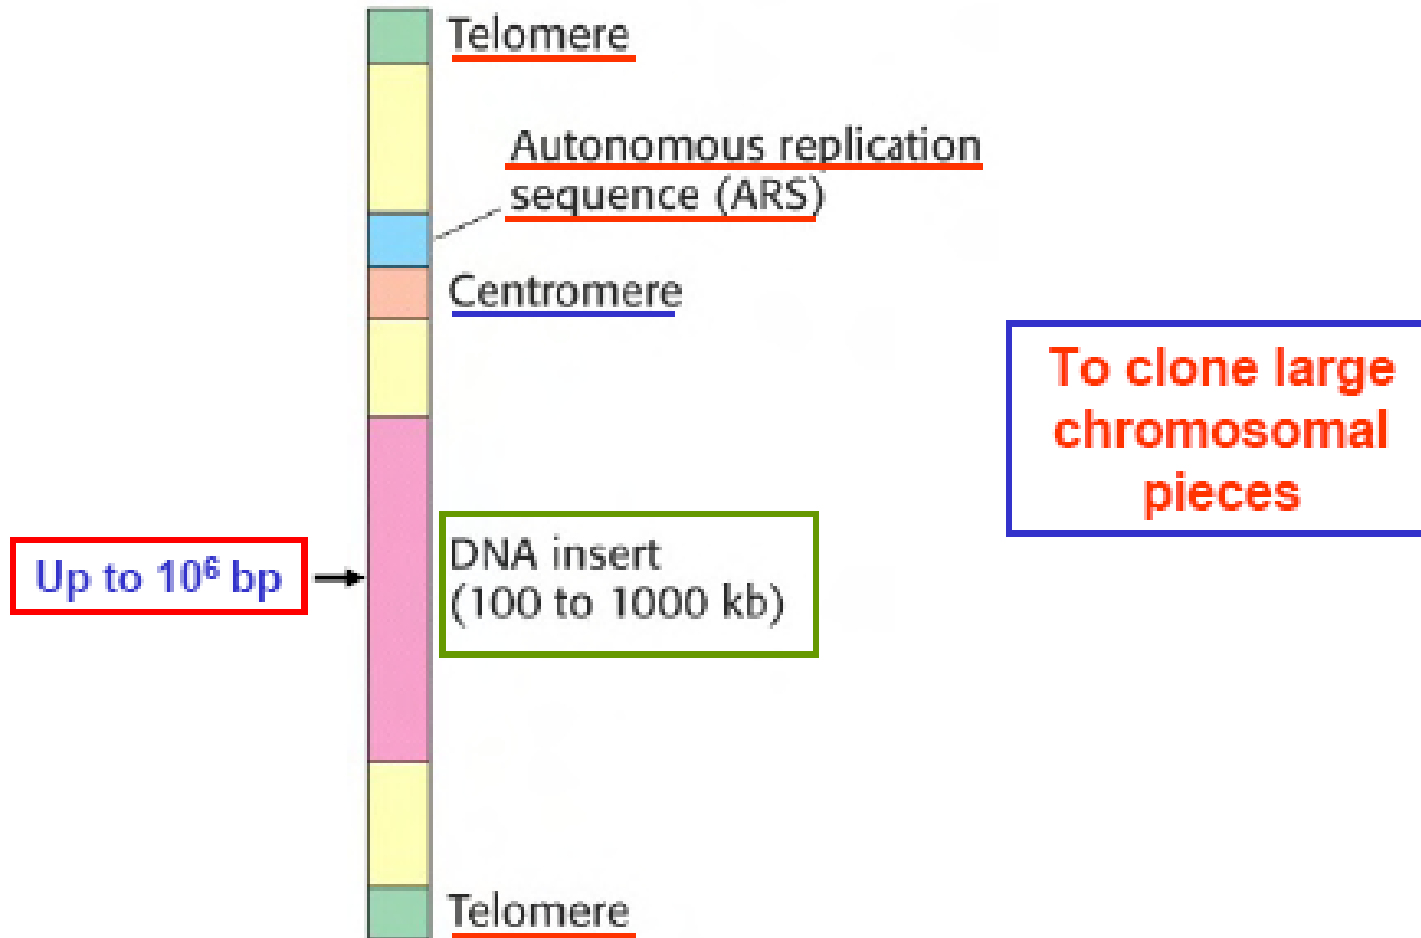 Telomere
Autonomous replication
sequence (ARS)
Centromere
To clone large
chromosomal
pieces
DNA insert
(100 to 1000 kb)
Up to 10⁶ bp
Telomere